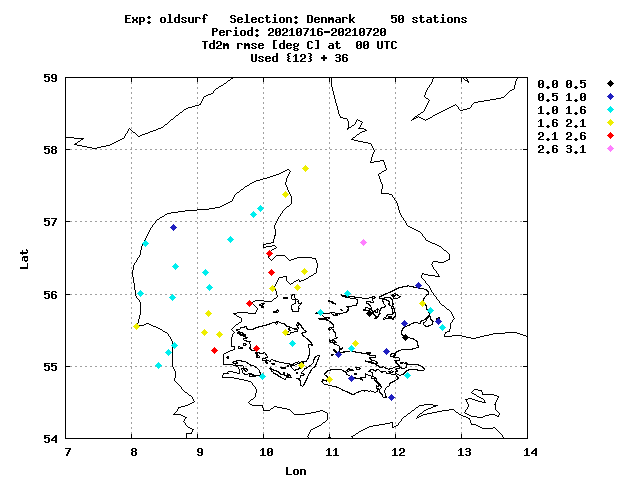 Exp: oldsurf Selection: Denmark 50 stations
Period: 20210716-20210720
Td2m rmse [deg C] at 00 UTC
Used {12} + 36
59
58
57
56
55
54
Lat
7 8 9 10 11 12 13 14
Lon
0.0 0.5
0.5 1.0
1.0 1.6
1.6 2.1
2.1 2.6
2.6 3.1